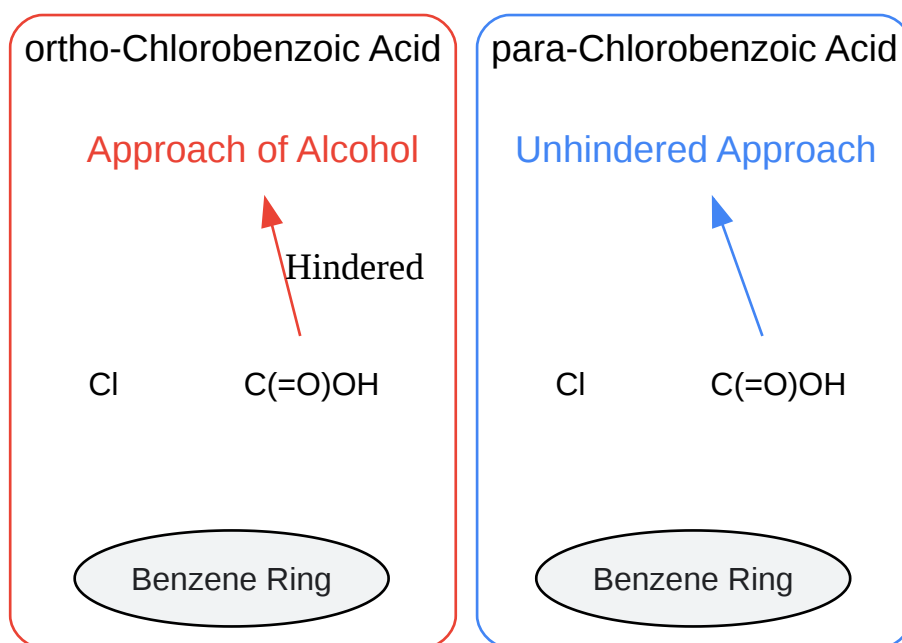 ortho-Chlorobenzoic Acid
Approach of Alcohol
Hindered
Cl
C(=O)OH
Benzene Ring
para-Chlorobenzoic Acid
Unhindered Approach
Cl
C(=O)OH
Benzene Ring